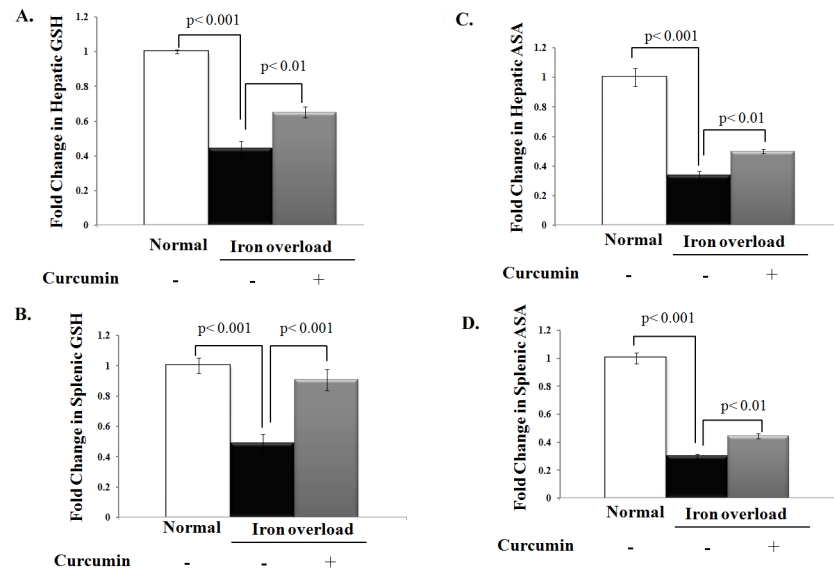 A.
Fold Change in Hepatic GSH
1.2
1
0.8
0.6
0.4
0.2
0
p< 0.001
p< 0.01
Normal
Iron overload
Curcumin - - +
B.
Fold Change in Splenic GSH
1.2
1
0.8
0.6
0.4
0.2
0
p< 0.001 p< 0.001
Normal Iron overload
Curcumin - - +
C.
Fold Change in Hepatic ASA
1.2
1
0.8
0.6
0.4
0.2
0
p< 0.001
p< 0.01
Normal Iron overload
Curcumin - - +
D.
Fold Change in Splenic ASA
1.2
1
0.8
0.6
0.4
0.2
0
p< 0.001
p< 0.01
Normal Iron overload
Curcumin - - +